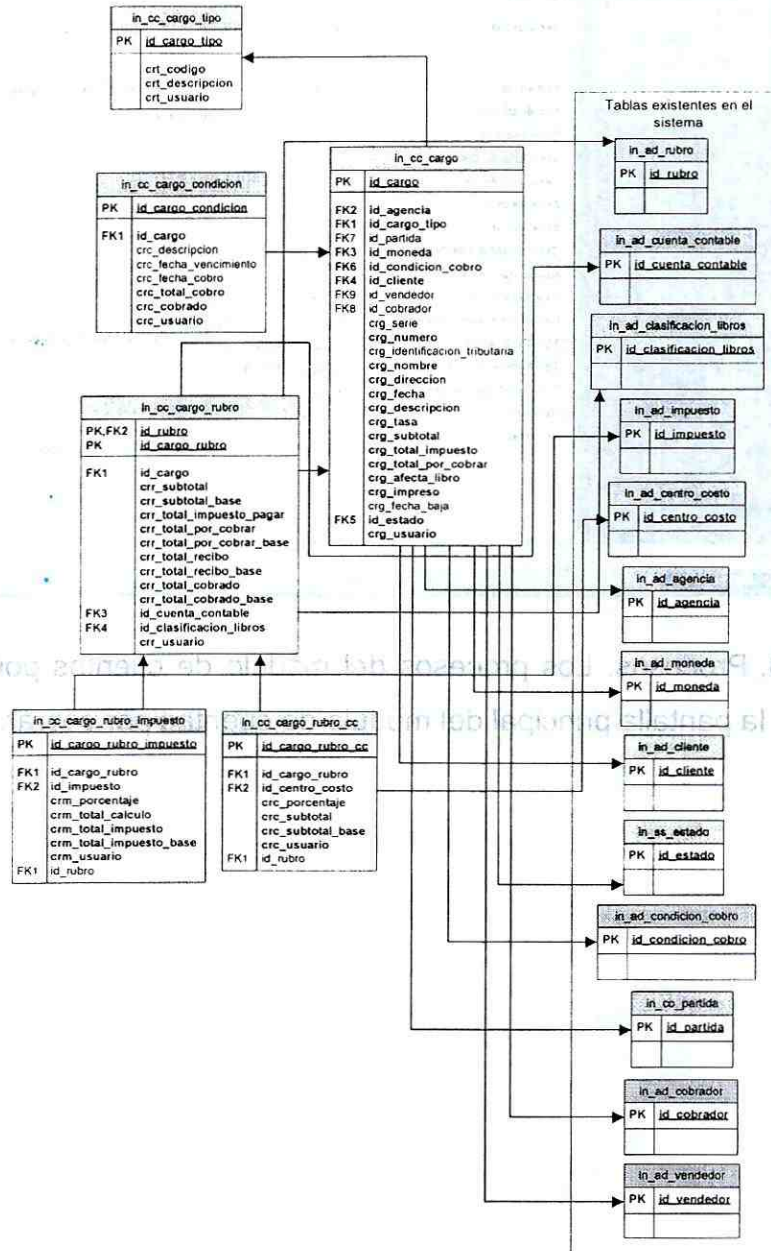 in_cc_cargo_tipo
PK id_cargo_tipo
crt_codigo
crt_descripcion
crt_usuario
in_cc_cargo_condicion
PK id_cargo_condicion
FK1 id_cargo
crc_descripcion
crc_fecha_vencimiento
crc_fecha_cobro
crc_total_cobro
crc_cobrado
crc_usuario
in_cc_cargo
PK id_cargo
FK2 id_agencia
FK1 id_cargo_tipo
FK7 id_partida
FK3 id_moneda
FK6 id_condicion_cobro
FK4 id_cliente
FK9 id_vendedor
FK8 id_cobrador
crg_serie
crg_numero
crg_identificacion_tributaria
crg_nombre
crg_direccion
crg_fecha
crg_descripcion
crg_tasa
crg_subtotal
crg_total_impuesto
crg_total_por_cobrar
crg_afecta_libro
crg_impreso
crg_fecha_baja
FK5 id_estado
crg_usuario
in_cc_cargo_rubro
PK,FK2 id_rubro
PK id_cargo_rubro
FK1 id_cargo
crr_subtotal
crr_subtotal_base
crr_total_impuesto_pagar
crr_total_por_cobrar
crr_total_por_cobrar_base
crr_total_recibo
crr_total_recibo_base
crr_total_cobrado
crr_total_cobrado_base
FK3 id_cuenta_contable
FK4 id_clasificacion_libros
crr_usuario
in_cc_cargo_rubro_impuesto
PK id_cargo_rubro_impuesto
FK1 id_cargo_rubro
FK2 id_impuesto
crm_porcentaje
crm_total_calculo
crm_total_impuesto
crm_total_impuesto_base
crm_usuario
FK1 id_rubro
in_cc_cargo_rubro_cc
PK id_cargo_rubro_cc
FK1 id_cargo_rubro
FK2 id_centro_costo
crc_porcentaje
crc_subtotal
crc_subtotal_base
crc_usuario
FK1 id_rubro
Tablas existentes en el
sistema
in_ad_rubro
PK id_rubro
in_ad_cuenta_contable
PK id_cuenta_contable
in_ad_clasificacion_libros
PK id_clasificacion_libros
in_ad_impuesto
PK id_impuesto
in_ad_centro_costo
PK id_centro_costo
in_ad_agencia
PK id_agencia
in_ad_moneda
PK id_moneda
in_ad_cliente
PK id_cliente
in_ss_estado
PK id_estado
in_ad_condicion_cobro
PK id_condicion_cobro
in_co_partida
PK id_partida
in_ad_cobrador
PK id_cobrador
in_ad_vendedor
PK id_vendedor